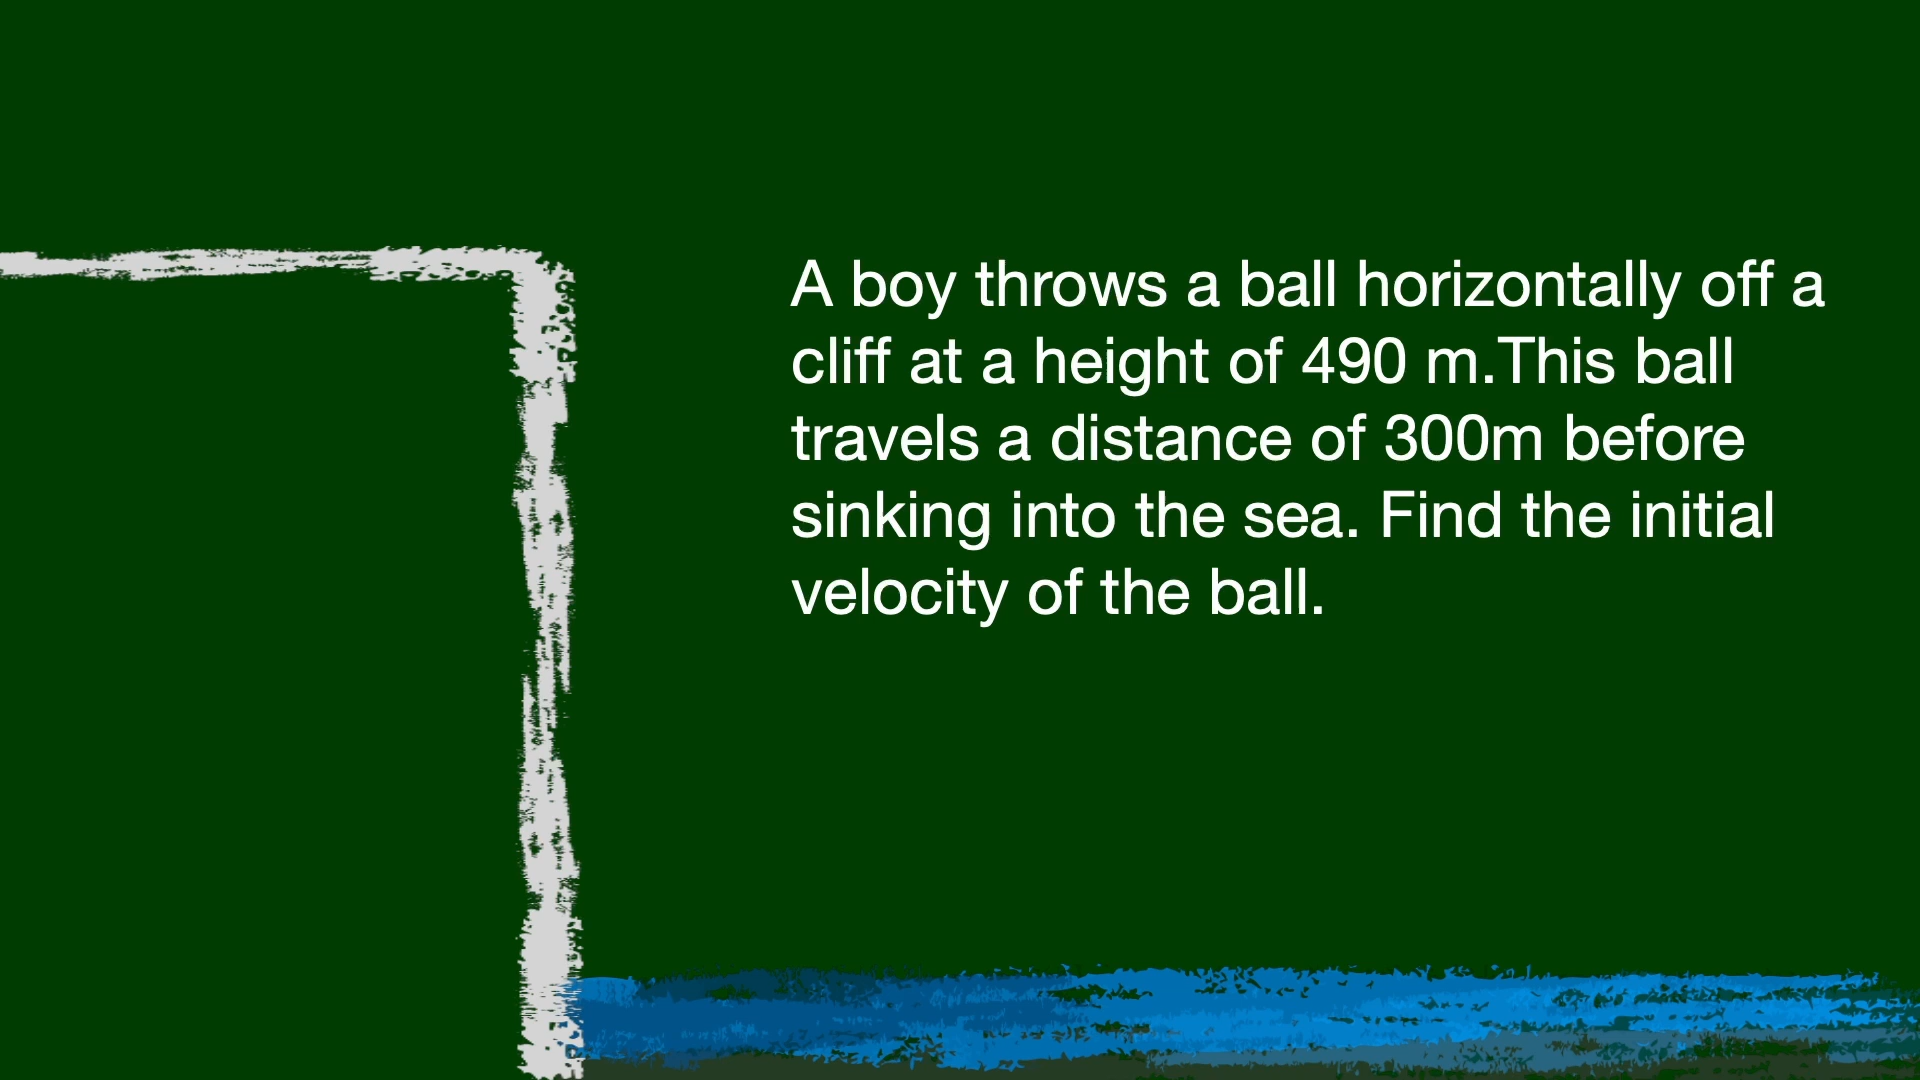 A boy throws a ball horizontally off a
cliff at a height of 490 m.This ball
travels a distance of 300m before
sinking into the sea. Find the initial
velocity of the ball.